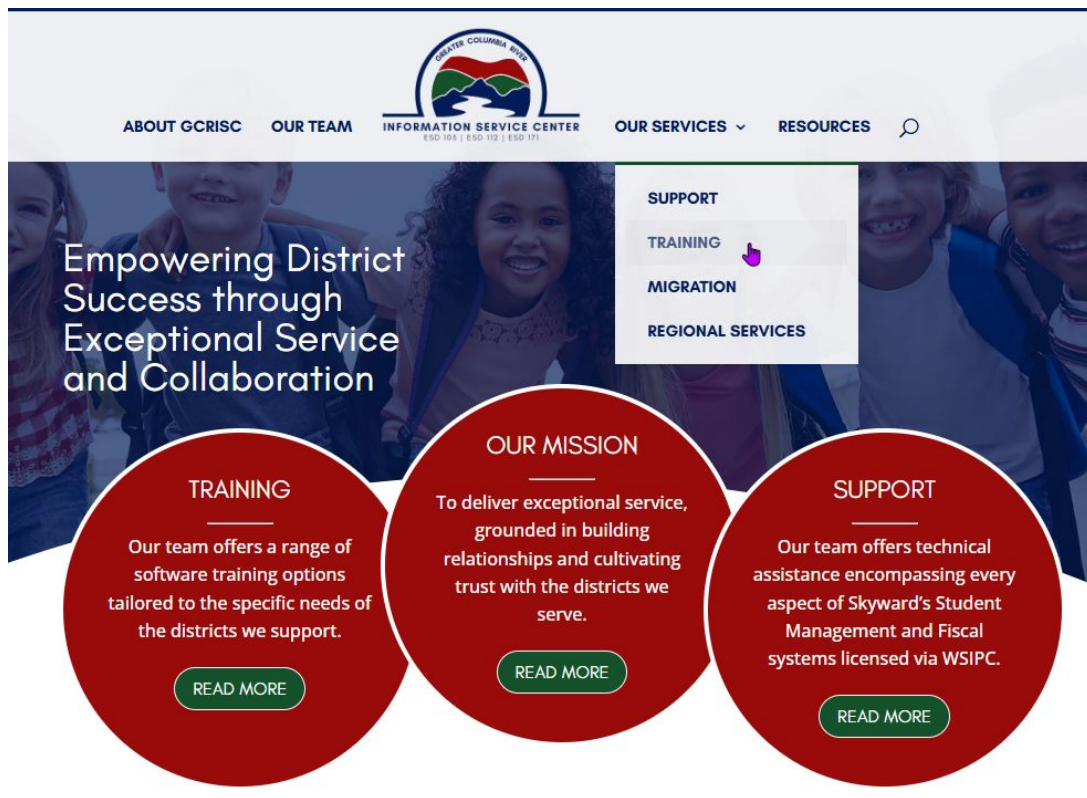 GREATER COLUMBIA RIVER
ABOUT GCRISC
OUR TEAM
INFORMATION SERVICE CENTER
ESD 105 | ESD 112 | ESD 171
OUR SERVICES
RESOURCES
SUPPORT
TRAINING
MIGRATION
REGIONAL SERVICES
Empowering District
Success through
Exceptional Service
and Collaboration
TRAINING
Our team offers a range of
software training options
tailored to the specific needs of
the districts we support.
READ MORE
OUR MISSION
To deliver exceptional service,
grounded in building
relationships and cultivating
trust with the districts we
serve.
READ MORE
SUPPORT
Our team offers technical
assistance encompassing every
aspect of Skyward’s Student
Management and Fiscal
systems licensed via WSIPC.
READ MORE